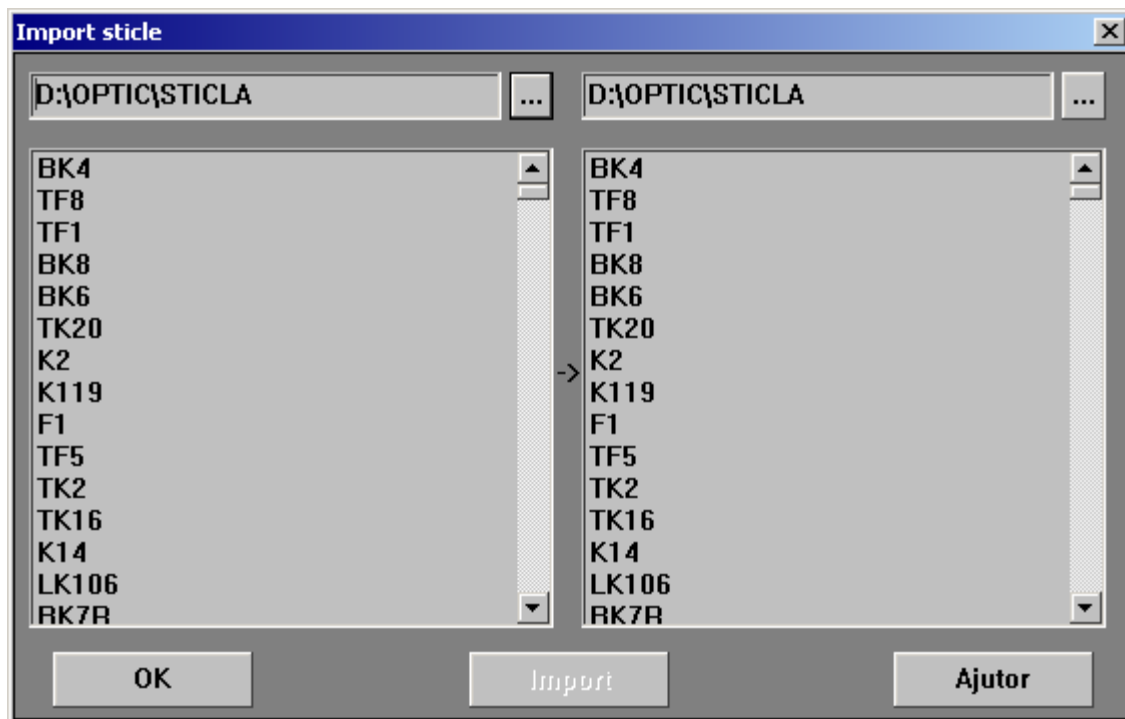 Import sticle
D:\OPTIC\STICLA
...
D:\OPTIC\STICLA
...
BK4
TF8
TF1
BK8
BK6
TK20
K2
K119
F1
TF5
TK2
TK16
K14
LK106
->
BK4
TF8
TF1
BK8
BK6
TK20
K2
K119
F1
TF5
TK2
TK16
K14
LK106
OK
Import
Ajutor